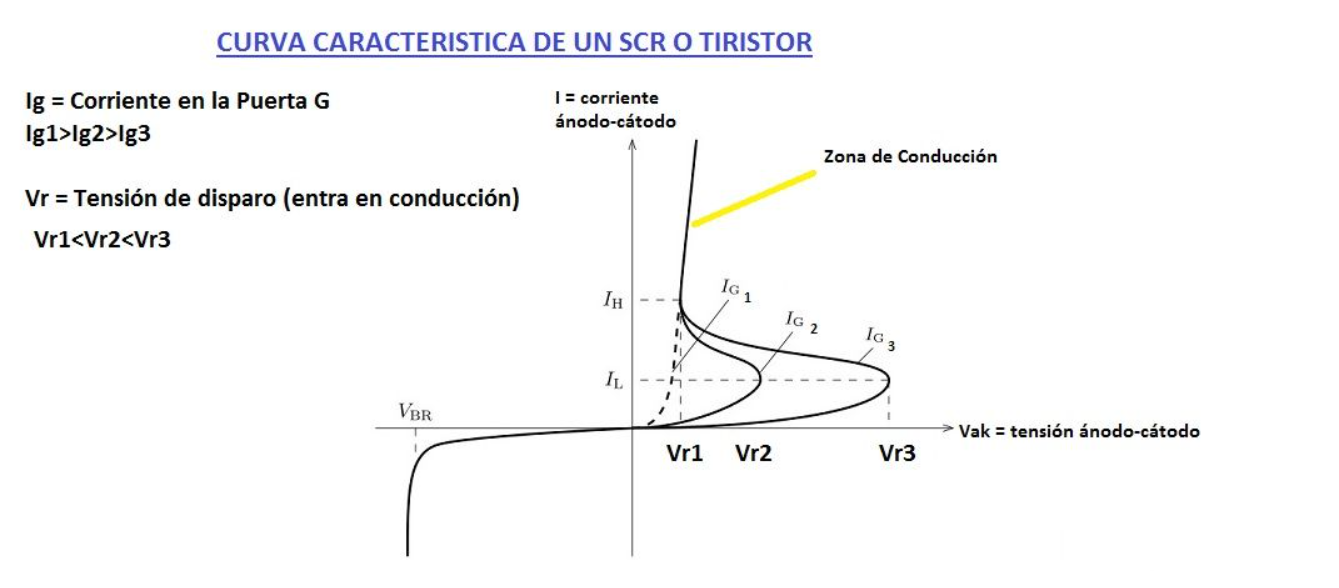 CURVA CARACTERISTICA DE UN SCR O TIRISTOR
Ig = Corriente en la Puerta G
Ig1>Ig2>Ig3
Vr = Tensión de disparo (entra en conducción)
Vr1<Vr2<Vr3
I = corriente
ánodo-cátodo
Zona de Conducción
IH
IG 1
IG 2
IG 3
IL
VBR
Vak = tensión ánodo-cátodo
Vr1
Vr2
Vr3